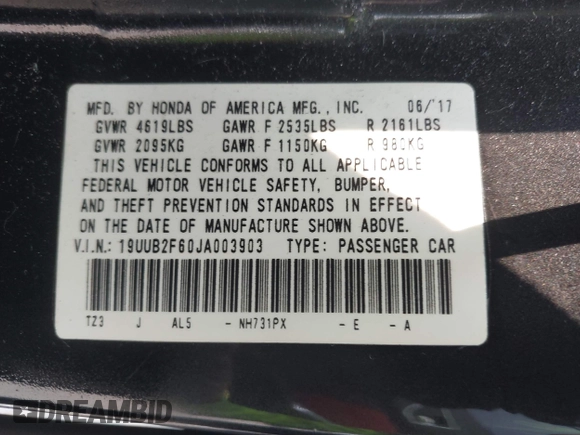 MFD. BY HONDA OF AMERICA MFG., INC. 06/'17
GVWR 4619LBS GAWR F 2535LBS R 2161LBS
GVWR 2095KG GAWR F 1150KG R 980KG
THIS VEHICLE CONFORMS TO ALL APPLICABLE
FEDERAL MOTOR VEHICLE SAFETY, BUMPER,
AND THEFT PREVENTION STANDARDS IN EFFECT
ON THE DATE OF MANUFACTURE SHOWN ABOVE.
V.I.N.: 19UUB2F60JA003903 TYPE: PASSENGER CAR
TZ3 J AL5 - NH731PX - E - A
DREAMBID